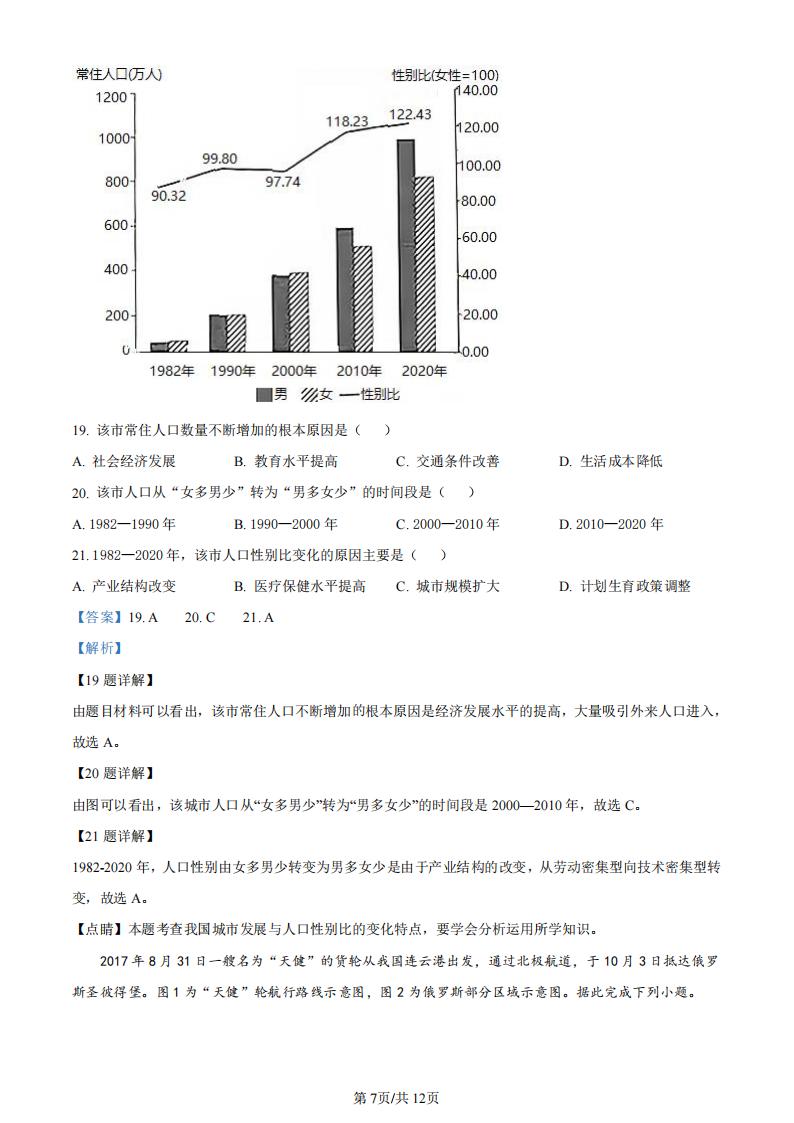 常住人口(万人) 性别比(女性=100)
1200 140.00
1000 120.00
800 100.00
600 80.00
400 60.00
200 40.00
0 20.00
0.00
90.32 99.80 97.74 118.23 122.43
1982年 1990年 2000年 2010年 2020年
男 女 性别比
19. 该市常住人口数量不断增加的根本原因是（ ）
A. 社会经济发展 B. 教育水平提高 C. 交通条件改善 D. 生活成本降低
20. 该市人口从“女多男少”转为“男多女少”的时间段是（ ）
A. 1982—1990 年 B. 1990—2000 年 C. 2000—2010 年 D. 2010—2020 年
21. 1982—2020 年，该市人口性别比变化的原因主要是（ ）
A. 产业结构改变 B. 医疗保健水平提高 C. 城市规模扩大 D. 计划生育政策调整
【答案】19. A 20. C 21. A
【解析】
【19 题详解】
由题目材料可以看出，该市常住人口不断增加的根本原因是经济发展水平的提高，大量吸引外来人口进入，
故选 A。
【20 题详解】
由图可以看出，该城市人口从“女多男少”转为“男多女少”的时间段是 2000—2010 年，故选 C。
【21 题详解】
1982-2020 年，人口性别由女多男少转变为男多女少是由于产业结构的改变，从劳动密集型向技术密集型转
变，故选 A。
【点睛】本题考查我国城市发展与人口性别比的变化特点，要学会分析运用所学知识。
2017 年 8 月 31 日一艘名为“天健”的货轮从我国连云港出发，通过北极航道，于 10 月 3 日抵达俄罗
斯圣彼得堡。图 1 为“天健”轮航行路线示意图，图 2 为俄罗斯部分区域示意图。据此完成下列小题。
第 7页/共 12页